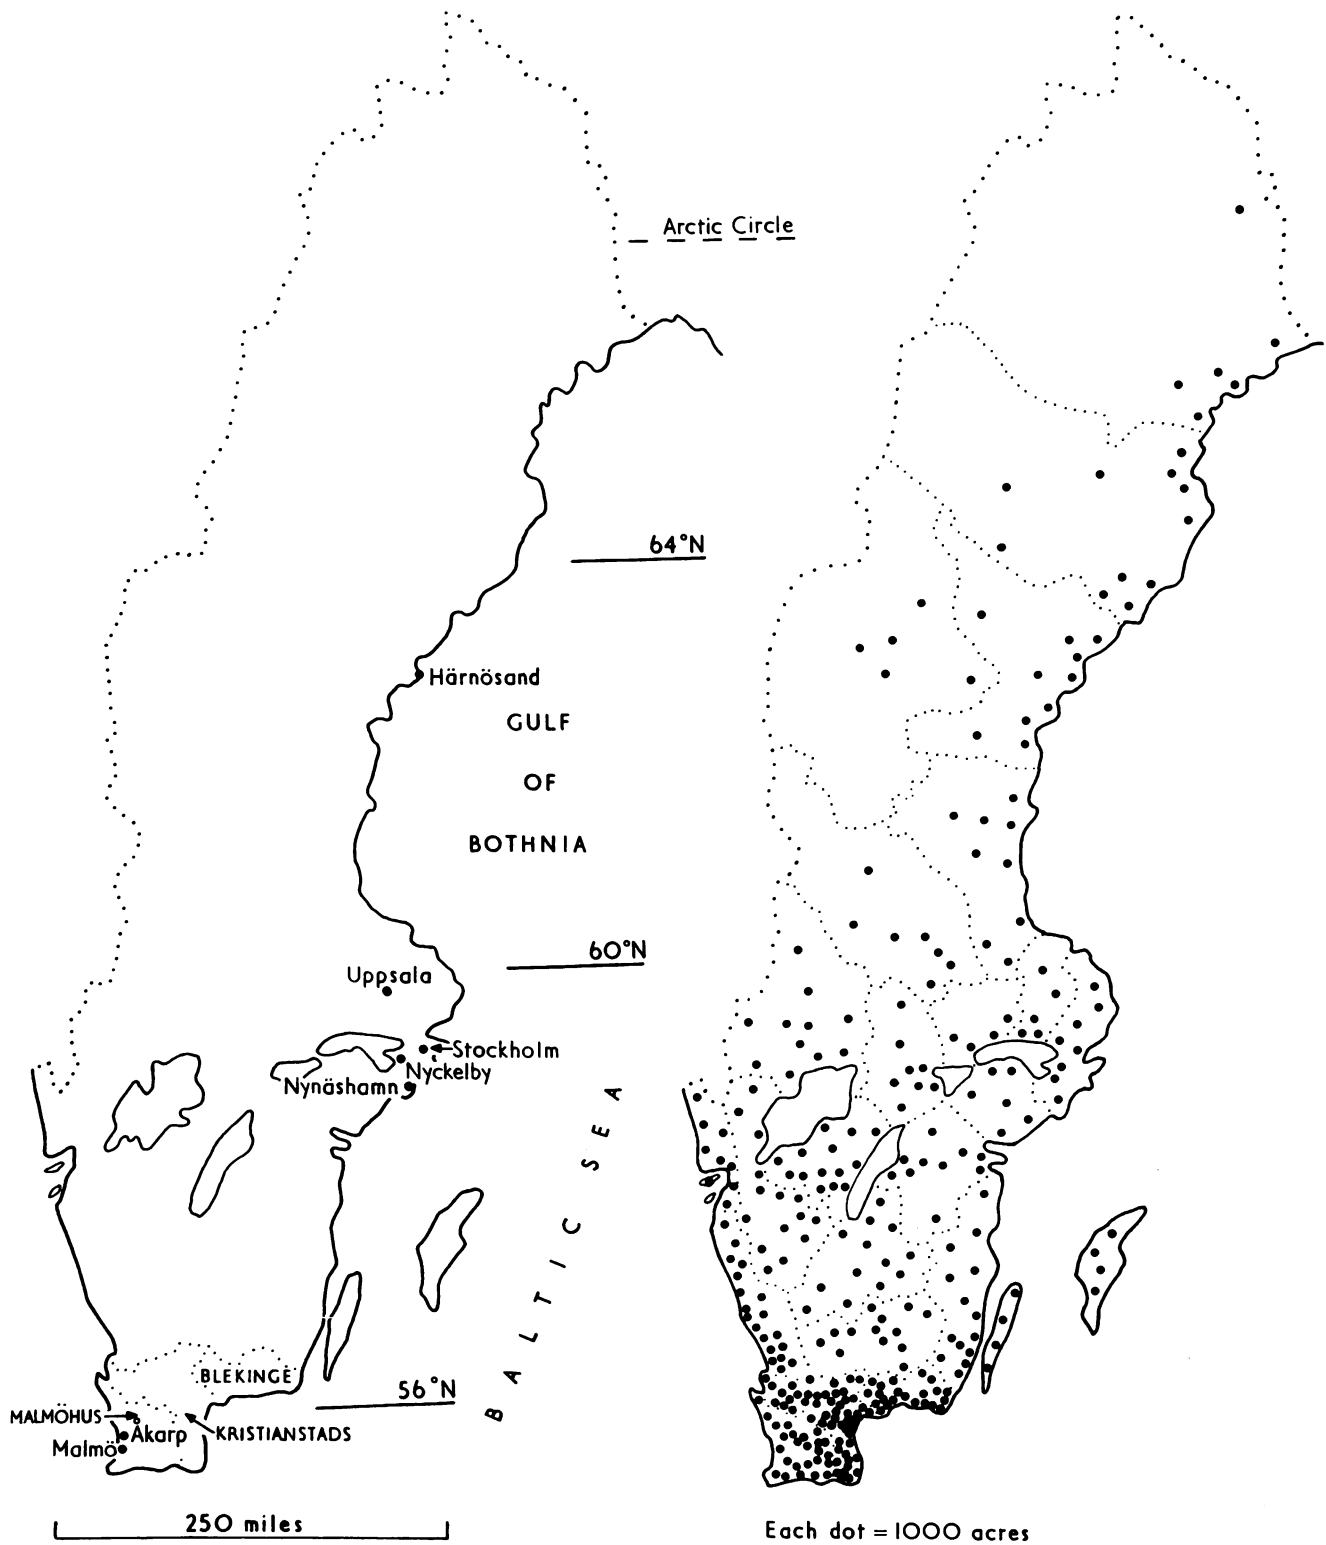 Arctic Circle
64°N
Härnösand
GULF
OF
BOTHNIA
60°N
Uppsala
Stockholm
Nyckelby
Nynäshamn
BALTIC SEA
BLEKINGE
56°N
MALMÖHUS
Åkarp
KRISTIANSTADS
Malmö
250 miles
Each dot = 1000 acres